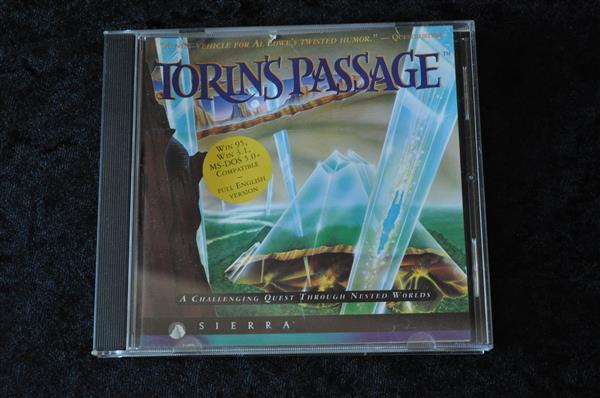 VEHICLE FOR AL LOWE'S TWISTED HUMOR." —
TORIN'S PASSAGE™
WIN 95,
WIN 3.1,
MS-DOS 5.0+
COMPATIBLE
–
FULL ENGLISH
VERSION
A CHALLENGING QUEST THROUGH NESTED WORLDS
SIERRA